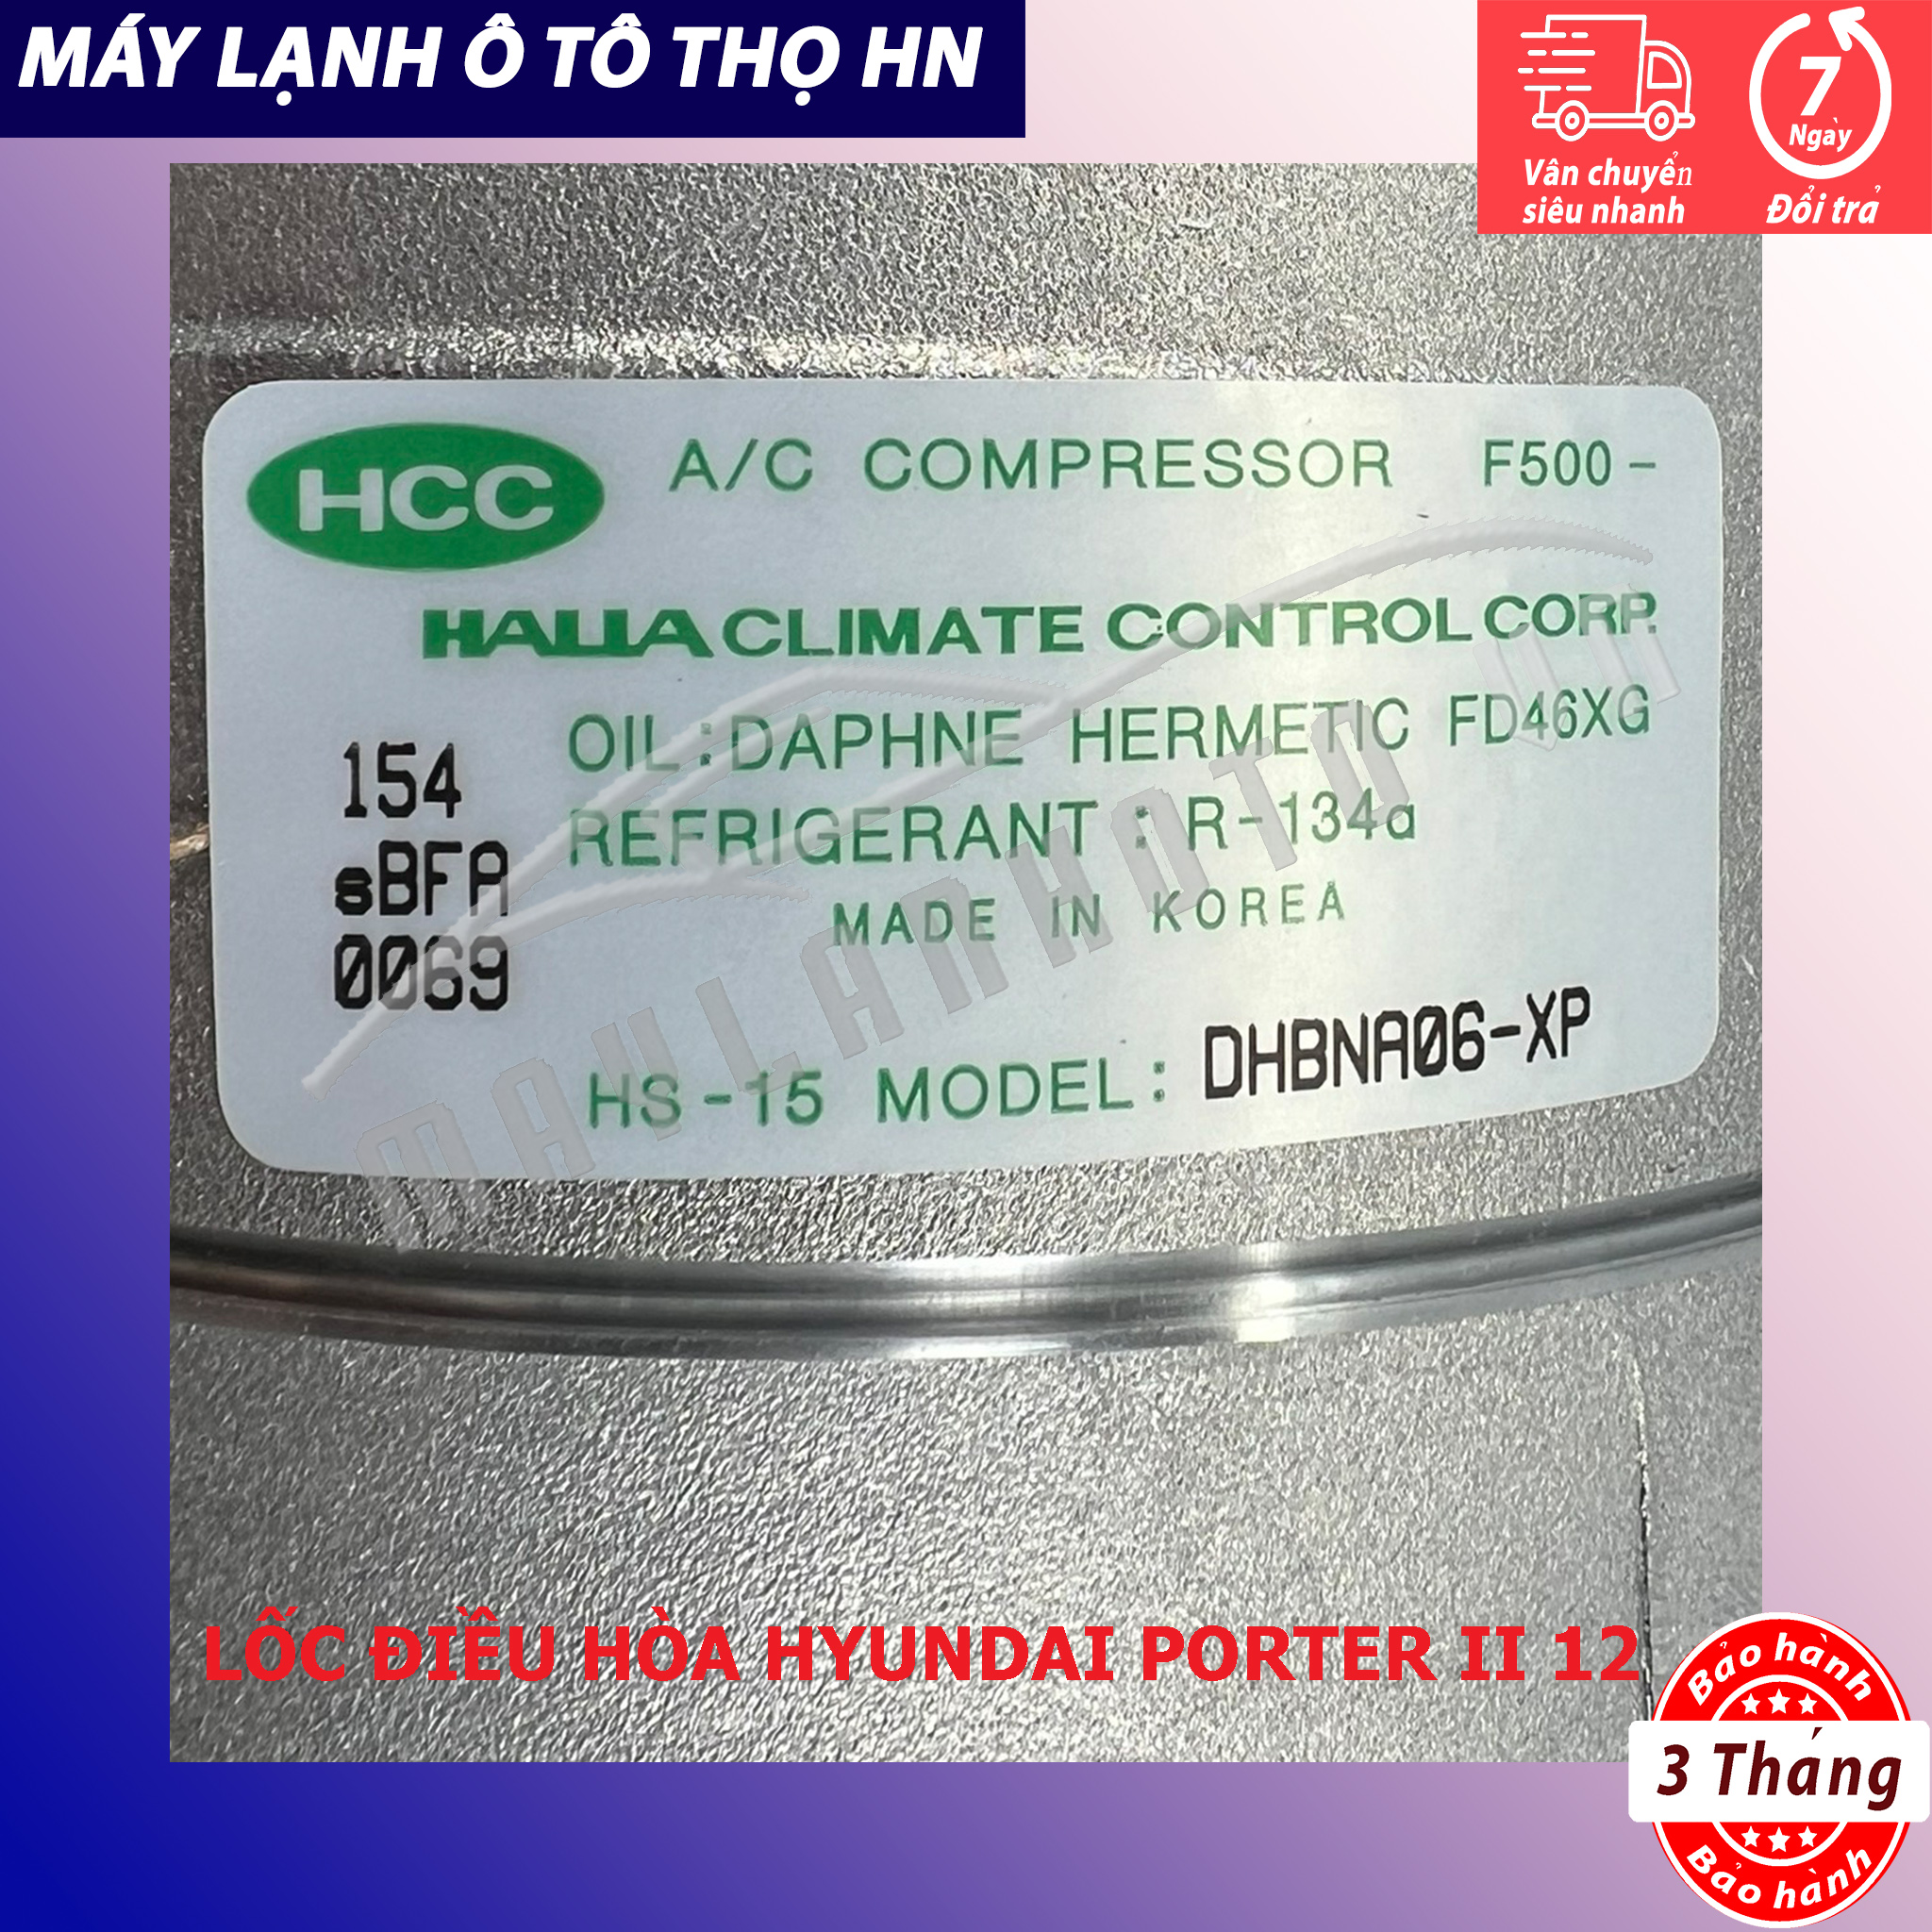 MÁY LẠNH Ô TÔ THỌ HN
Vân chuyển
siêu nhanh
7
Ngày
Đổi trả
HCC
A/C COMPRESSOR F500-
HALLA CLIMATE CONTROL CORP.
OIL:DAPHNE HERMETIC FD46XG
REFRIGERANT : R-134a
MADE IN KOREA
154
sBFA
0069
HS-15 MODEL: DHBNA06-XP
MAYLANHOTO VN
LỐC ĐIỀU HÒA HYUNDAI PORTER II 12
Bảo hành
3 Tháng
Bảo hành